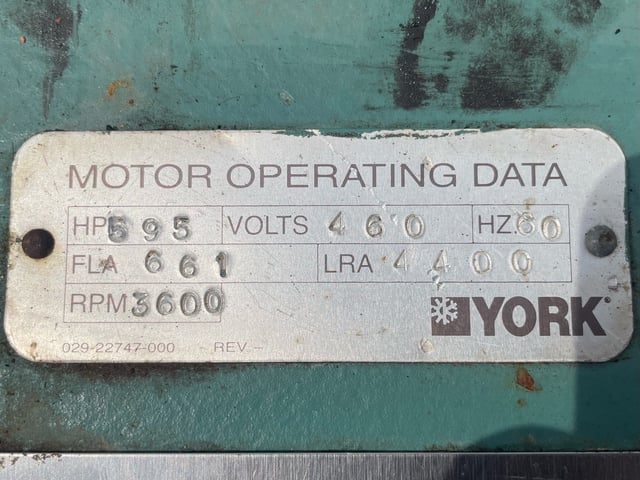 MOTOR OPERATING DATA
HP 595 VOLTS 460 HZ. 60
FLA 661 LRA 4400
RPM 3600
YORK
029-22747-000 - REV -